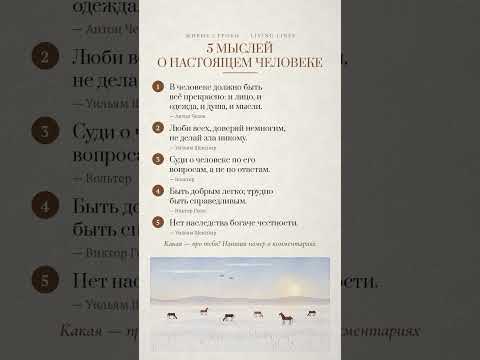 ЖИВЫЕ СТРОКИ — LIVING LINES
5 МЫСЛЕЙ
О НАСТОЯЩЕМ ЧЕЛОВЕКЕ
1 В человеке должно быть
всё прекрасно: и лицо, и
одежда, и душа, и мысли.
— Антон Чехов
2 Люби всех, доверяй немногим,
не делай зла никому.
— Уильям Шекспир
3 Суди о человеке по его
вопросам, а не по ответам.
— Вольтер
4 Быть добрым легко; трудно
быть справедливым.
— Виктор Гюго
5 Нет наследства богаче честности.
— Уильям Шекспир
Какая — про тебя? Напиши номер в комментариях.
— Антон Че
2 Люби в
не дела
— Уильям
3 Суди о
вопроса
— Вольтер
4 Быть д
быть сп
— Виктор Г
5 Нет нас
— Уильям
Какая — пр
сти.
омментариях